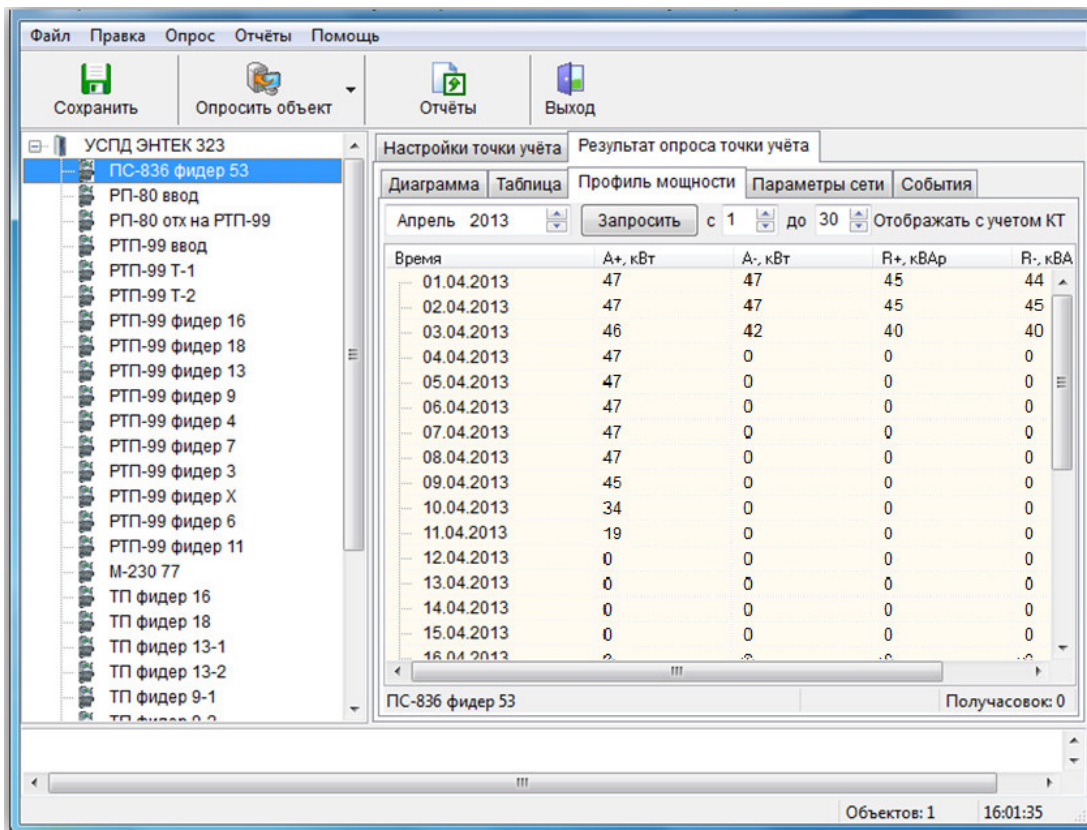 Файл Правка Опрос Отчёты Помощь
Сохранить Опросить объект Отчёты Выход
УСПД ЭНТЕК 323
ПС-836 фидер 53
РП-80 ввод
РП-80 отх на РТП-99
РТП-99 ввод
РТП-99 Т-1
РТП-99 Т-2
РТП-99 фидер 16
РТП-99 фидер 18
РТП-99 фидер 13
РТП-99 фидер 9
РТП-99 фидер 4
РТП-99 фидер 7
РТП-99 фидер 3
РТП-99 фидер Х
РТП-99 фидер 6
РТП-99 фидер 11
М-230 77
ТП фидер 16
ТП фидер 18
ТП фидер 13-1
ТП фидер 13-2
ТП фидер 9-1
Настройки точки учёта Результат опроса точки учёта
Диаграмма Таблица Профиль мощности Параметры сети События
Апрель 2013 Запросить с 1 до 30 Отображать с учетом КТ
Время A+, кВт A-, кВт R+, кВАр R-, кВА
01.04.2013 47 47 45 44
02.04.2013 47 47 45 45
03.04.2013 46 42 40 40
04.04.2013 47 0 0 0
05.04.2013 47 0 0 0
06.04.2013 47 0 0 0
07.04.2013 47 0 0 0
08.04.2013 47 0 0 0
09.04.2013 45 0 0 0
10.04.2013 34 0 0 0
11.04.2013 19 0 0 0
12.04.2013 0 0 0 0
13.04.2013 0 0 0 0
14.04.2013 0 0 0 0
15.04.2013 0 0 0 0
16.04.2013
ПС-836 фидер 53 Получасовок: 0
Объектов: 1 16:01:35